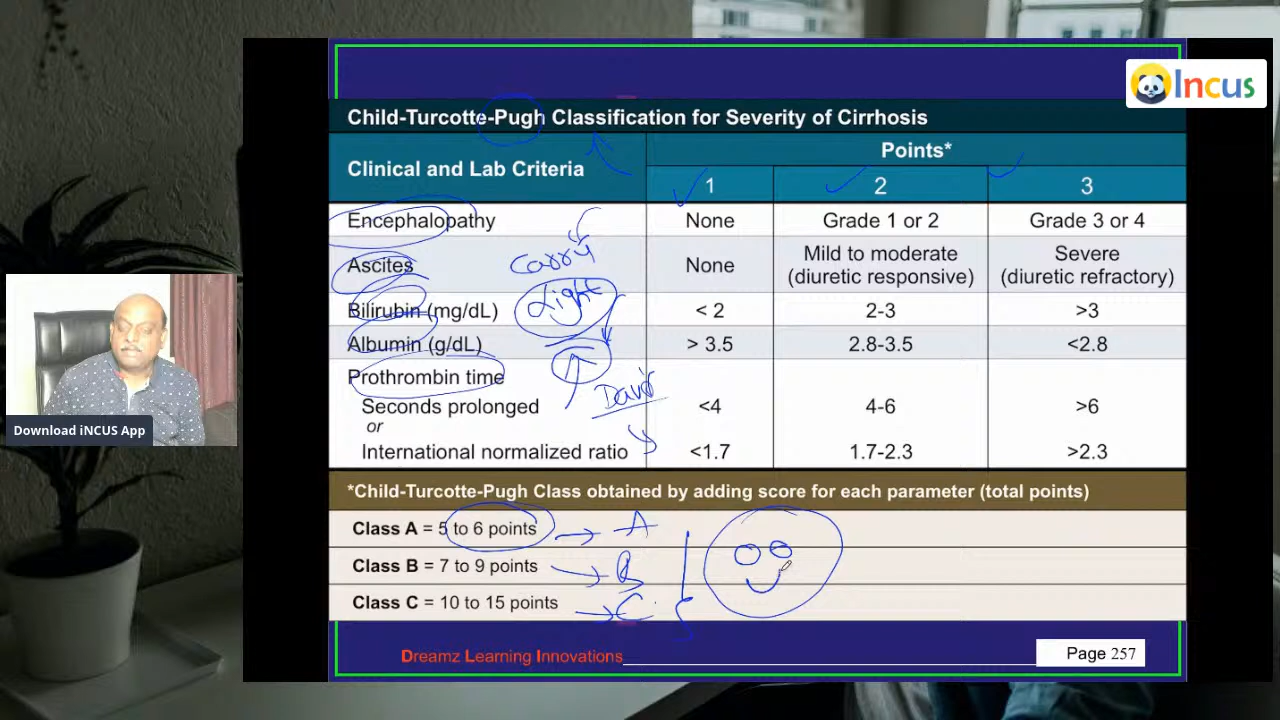 Incus
Child-Turcotte-Pugh Classification for Severity of Cirrhosis
Clinical and Lab Criteria
Points*
1 2 3
Encephalopathy None Grade 1 or 2 Grade 3 or 4
Carry
Ascites None Mild to moderate (diuretic responsive) Severe (diuretic refractory)
Light
Bilirubin (mg/dL) < 2 2-3 >3
Albumin (g/dL) > 3.5 2.8-3.5 <2.8
Prothrombin time
David
Seconds prolonged <4 4-6 >6
or
International normalized ratio <1.7 1.7-2.3 >2.3
*Child-Turcotte-Pugh Class obtained by adding score for each parameter (total points)
Class A = 5 to 6 points A
Class B = 7 to 9 points B
Class C = 10 to 15 points C
Dreamz Learning Innovations
Page 257
Download iNCUS App